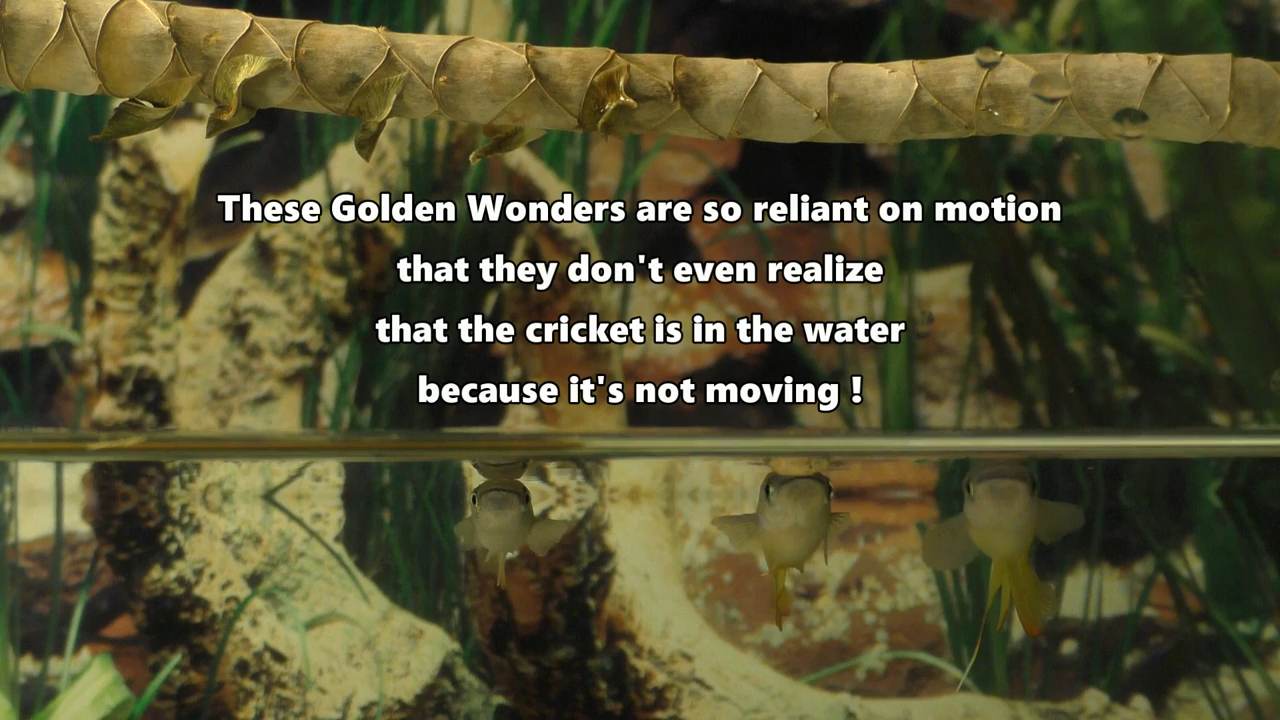 These Golden Wonders are so reliant on motion
that they don't even realize
that the cricket is in the water
because it's not moving !